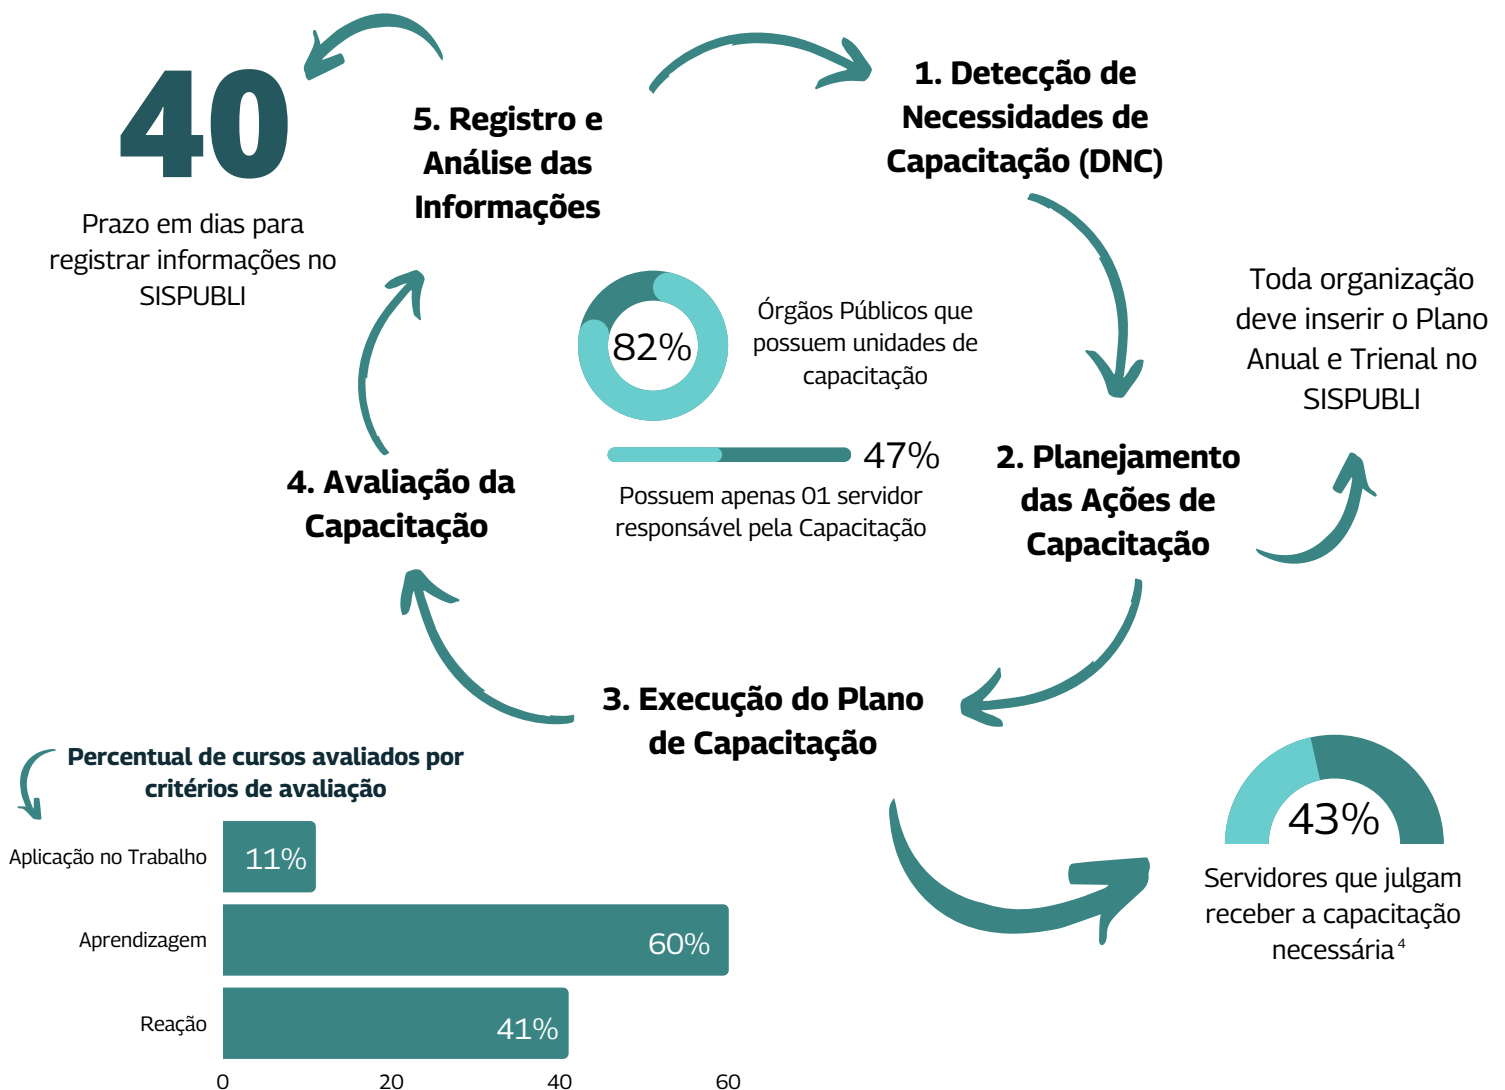 40
Prazo em dias para
registrar informações no
SISPUBLI
5. Registro e
Análise das
Informações
1. Detecção de
Necessidades de
Capacitação (DNC)
82%
Órgãos Públicos que
possuem unidades de
capacitação
47%
Possuem apenas 01 servidor
responsável pela Capacitação
Toda organização
deve inserir o Plano
Anual e Trienal no
SISPUBLI
2. Planejamento
das Ações de
Capacitação
4. Avaliação da
Capacitação
3. Execução do Plano
de Capacitação
43%
Servidores que julgam
receber a capacitação
necessária 4
Percentual de cursos avaliados por
critérios de avaliação
Aplicação no Trabalho 11%
Aprendizagem 60%
Reação 41%
0 20 40 60